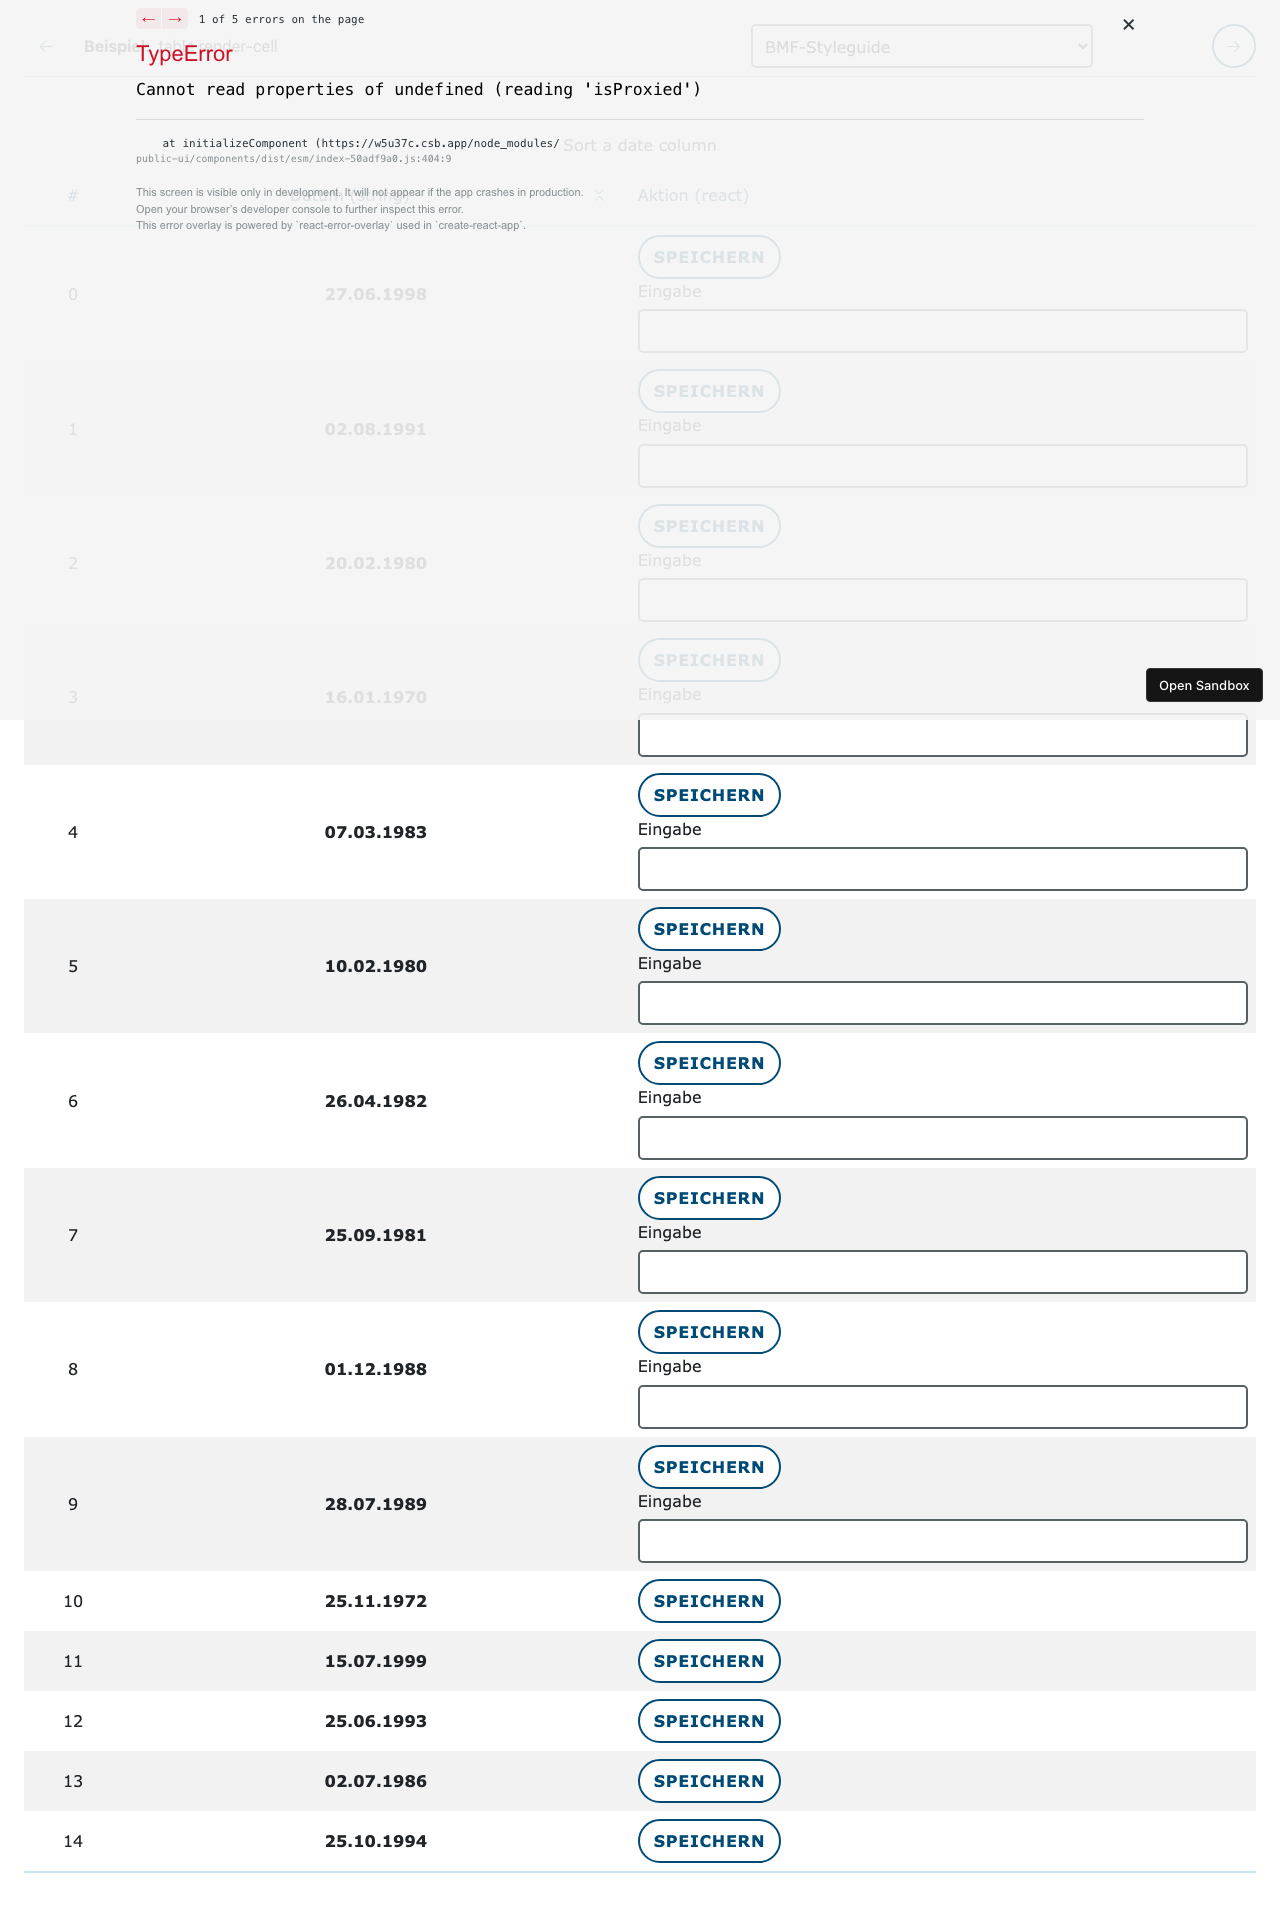 ← → 1 of 5 errors on the page
✕
← Beispiel table render-cell
BMF-Styleguide
→
TypeError
Cannot read properties of undefined (reading 'isProxied')
at initializeComponent (https://w5u37c.csb.app/node_modules/
public-ui/components/dist/esm/index-50adf9a0.js:404:9
Sort a date column
This screen is visible only in development. It will not appear if the app crashes in production.
Open your browser's developer console to further inspect this error.
This error overlay is powered by `react-error-overlay` used in `create-react-app`.
# Datum (string) Aktion (react)
0 27.06.1998 SPEICHERN
Eingabe
1 02.08.1991 SPEICHERN
Eingabe
2 20.02.1980 SPEICHERN
Eingabe
3 16.01.1970 SPEICHERN
Eingabe
Open Sandbox
4 07.03.1983 SPEICHERN
Eingabe
5 10.02.1980 SPEICHERN
Eingabe
6 26.04.1982 SPEICHERN
Eingabe
7 25.09.1981 SPEICHERN
Eingabe
8 01.12.1988 SPEICHERN
Eingabe
9 28.07.1989 SPEICHERN
Eingabe
10 25.11.1972 SPEICHERN
11 15.07.1999 SPEICHERN
12 25.06.1993 SPEICHERN
13 02.07.1986 SPEICHERN
14 25.10.1994 SPEICHERN